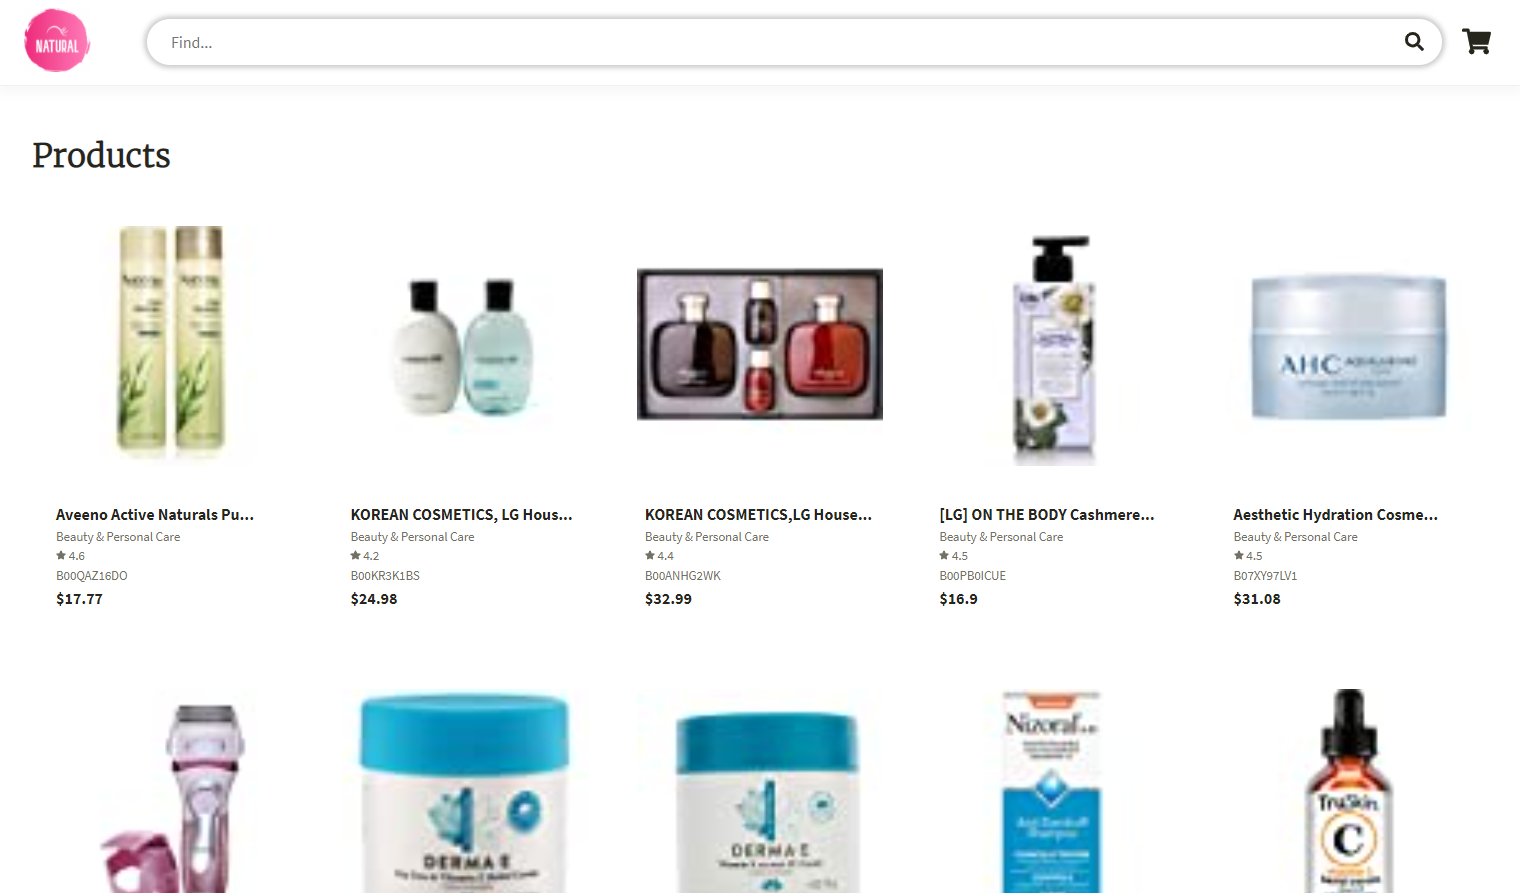 NATURAL
Find...
Products
AHC
Aveeno Active Naturals Pu...
Beauty & Personal Care
4.6
B00QAZ16DO
$17.77
KOREAN COSMETICS, LG Hous...
Beauty & Personal Care
4.2
B00KR3K1BS
$24.98
KOREAN COSMETICS,LG House...
Beauty & Personal Care
4.4
B00ANHG2WK
$32.99
[LG] ON THE BODY Cashmere...
Beauty & Personal Care
4.5
B00PB0ICUE
$16.9
Aesthetic Hydration Cosme...
Beauty & Personal Care
4.5
B07XY97LV1
$31.08
DERMA E
DERMA E
Nizoral A-D
Anti-Dandruff
Shampoo
TruSkin
C